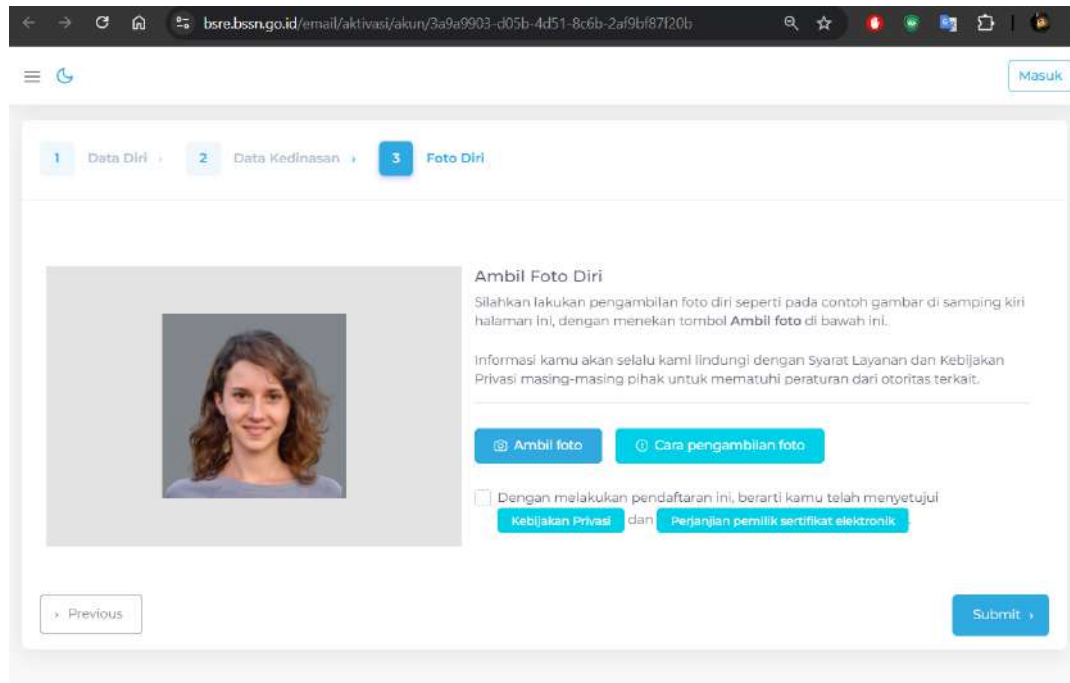 bsre.bssn.go.id/email/aktivasi/akun/3a9a9903-d05b-4d51-8c6b-2af9bf87f20b
Masuk
1 Data Diri › 2 Data Kedinasan › 3 Foto Diri
Ambil Foto Diri
Silahkan lakukan pengambilan foto diri seperti pada contoh gambar di samping kiri
halaman ini, dengan menekan tombol Ambil foto di bawah ini.
Informasi kamu akan selalu kami lindungi dengan Syarat Layanan dan Kebijakan
Privasi masing-masing pihak untuk mematuhi peraturan dari otoritas terkait.
Ambil foto Cara pengambilan foto
Dengan melakukan pendaftaran ini, berarti kamu telah menyetujui
Kebijakan Privasi dan Perjanjian pemilik sertifikat elektronik.
› Previous Submit ›